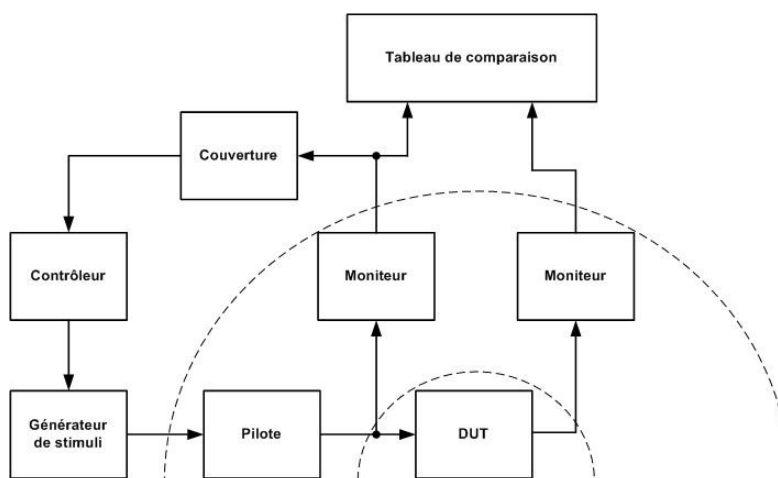 Tableau de comparaison
Couverture
Contrôleur
Moniteur
Moniteur
Générateur
de stimuli
Pilote
DUT